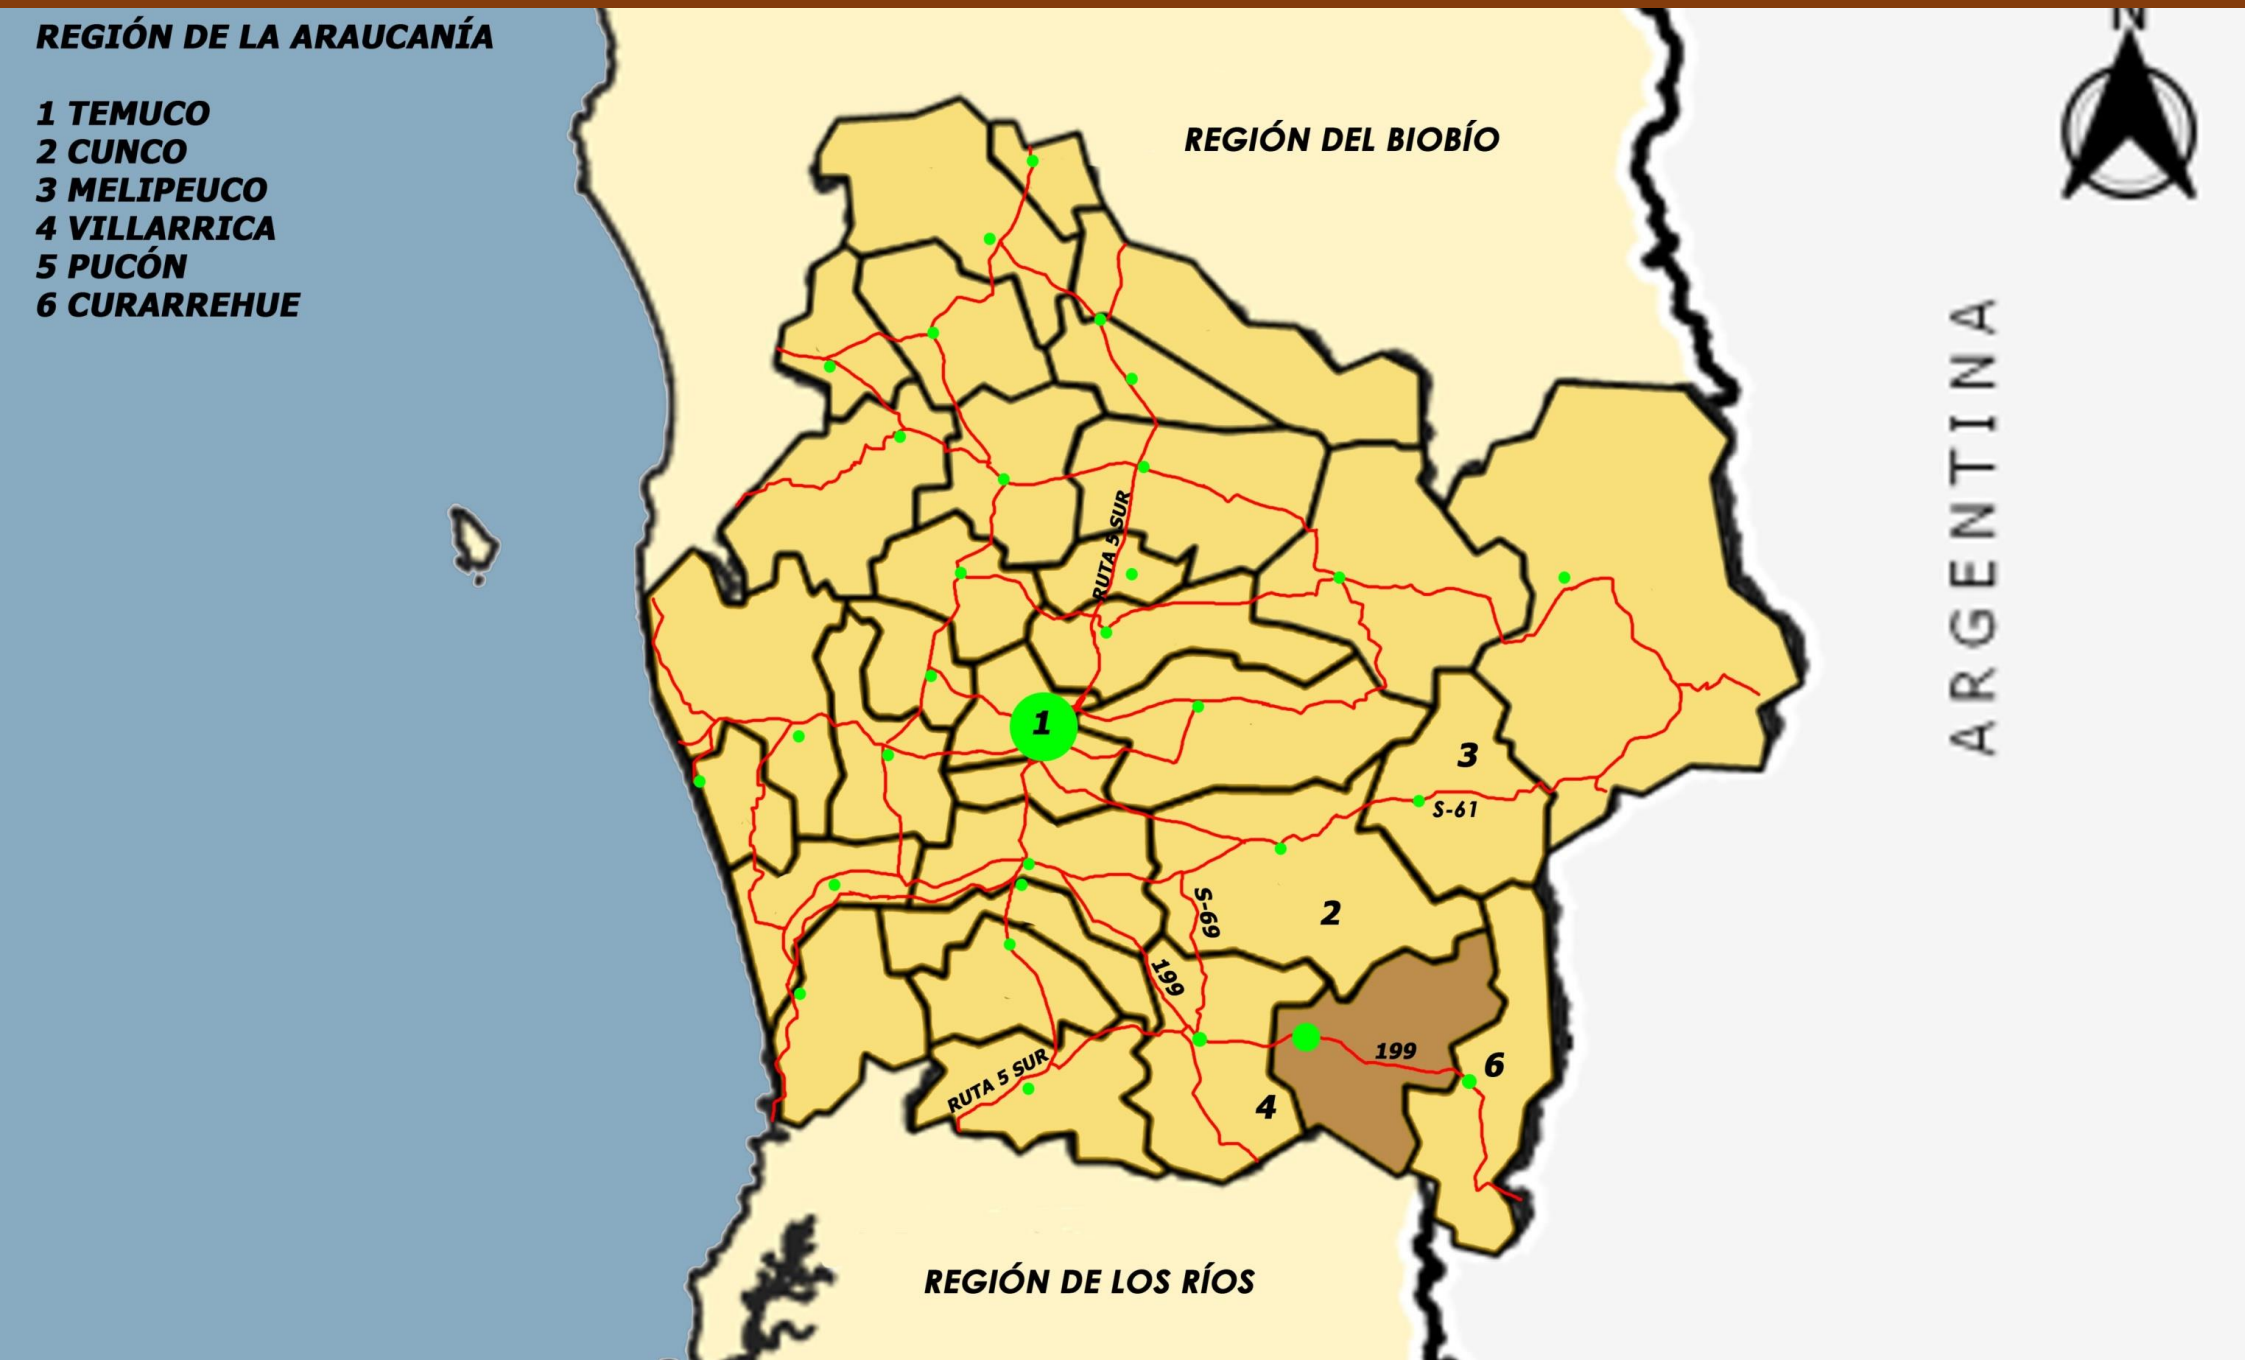 REGIÓN DE LA ARAUCANÍA
1 TEMUCO
2 CUNCO
3 MELIPEUCO
4 VILLARRICA
5 PUCÓN
6 CURARREHUE
N
REGIÓN DEL BIOBÍO
ARGENTINA
RUTA 5 SUR
1
3
S-61
S-69
2
199
199
6
RUTA 5 SUR
4
REGIÓN DE LOS RÍOS